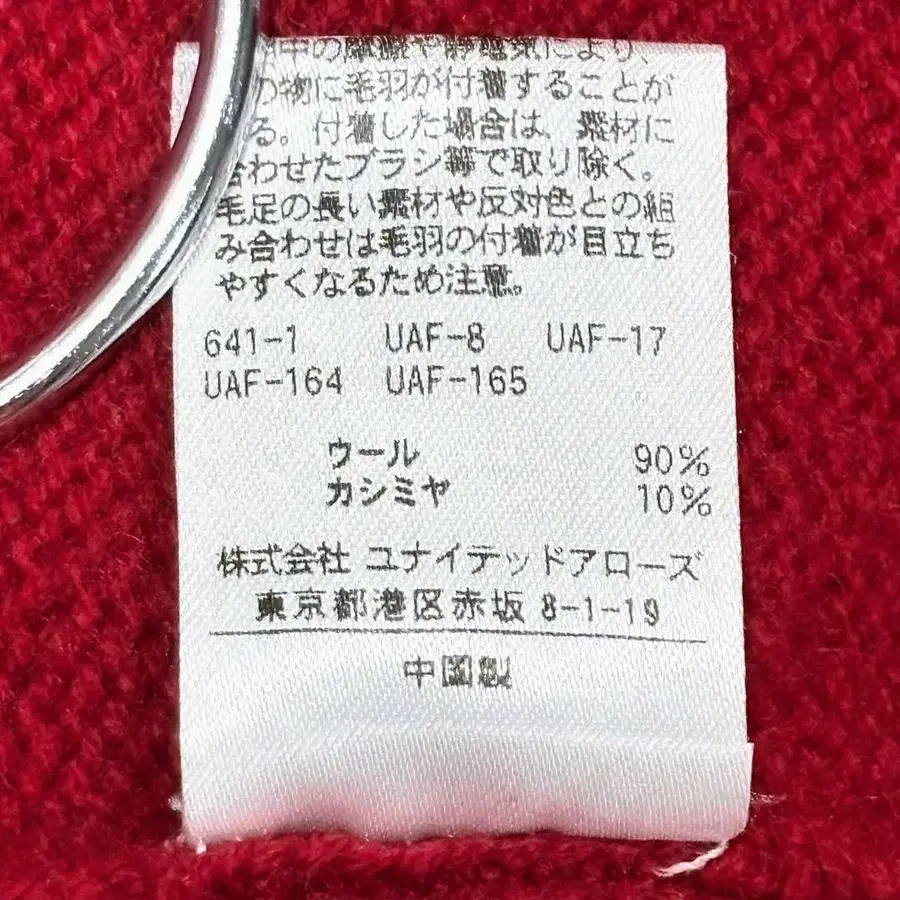 中の摩擦や静電気により、
の物に毛羽が付着することが
る。付着した場合は、素材に
合わせたブラシ等で取り除く。
毛足の長い素材や反対色との組
み合わせは毛羽の付着が目立ち
やすくなるため注意。
641-1 UAF-8 UAF-17
UAF-164 UAF-165
ウール 90%
カシミヤ 10%
株式会社 ユナイテッドアローズ
東京都港区赤坂 8-1-19
中国製